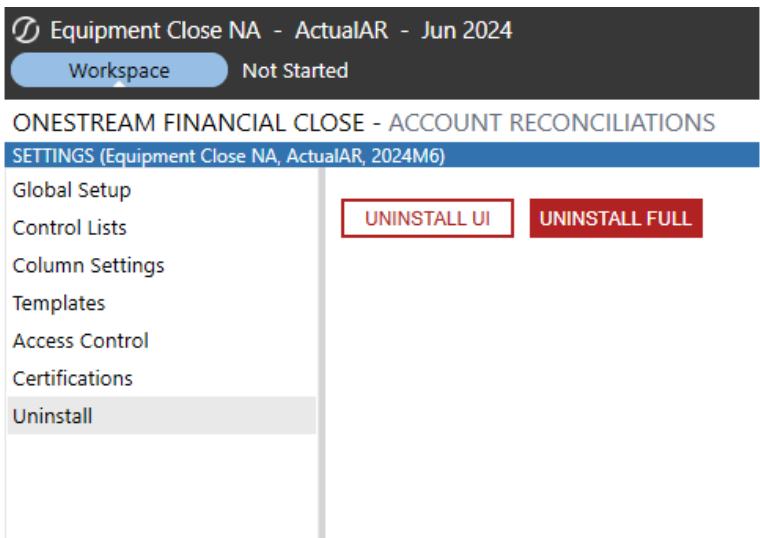 Equipment Close NA - ActualAR - Jun 2024
Workspace Not Started
ONESTREAM FINANCIAL CLOSE - ACCOUNT RECONCILIATIONS
SETTINGS (Equipment Close NA, ActualAR, 2024M6)
Global Setup
Control Lists
Column Settings
Templates
Access Control
Certifications
Uninstall
UNINSTALL UI UNINSTALL FULL